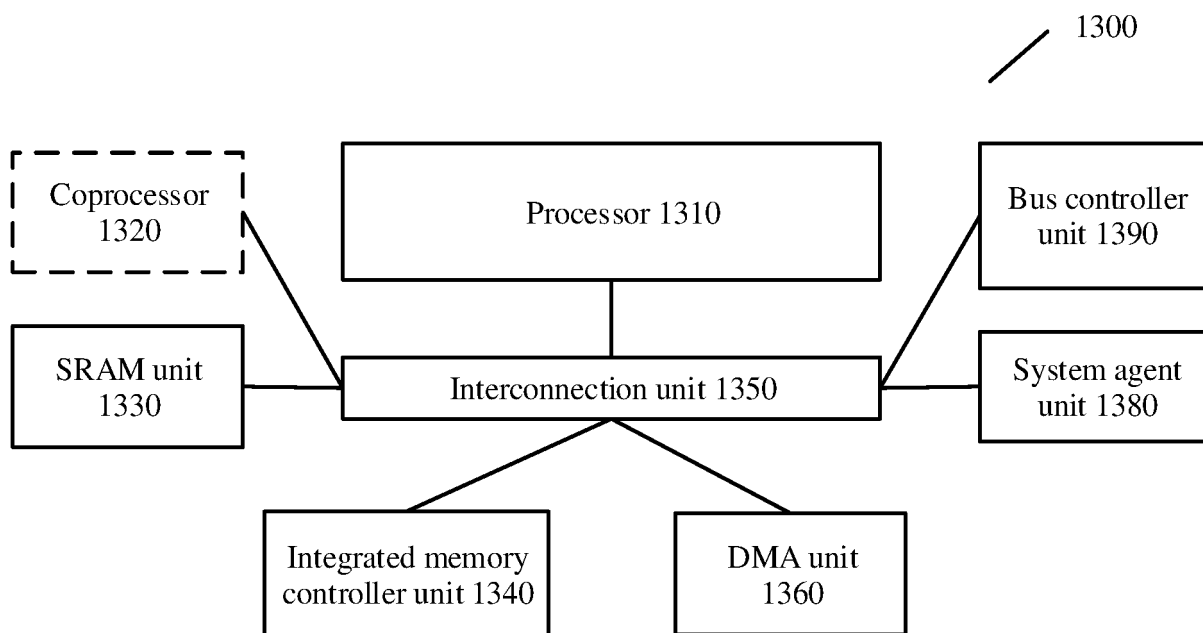 1300
Coprocessor
1320
Processor 1310
Bus controller
unit 1390
SRAM unit
1330
Interconnection unit 1350
System agent
unit 1380
Integrated memory
controller unit 1340
DMA unit
1360